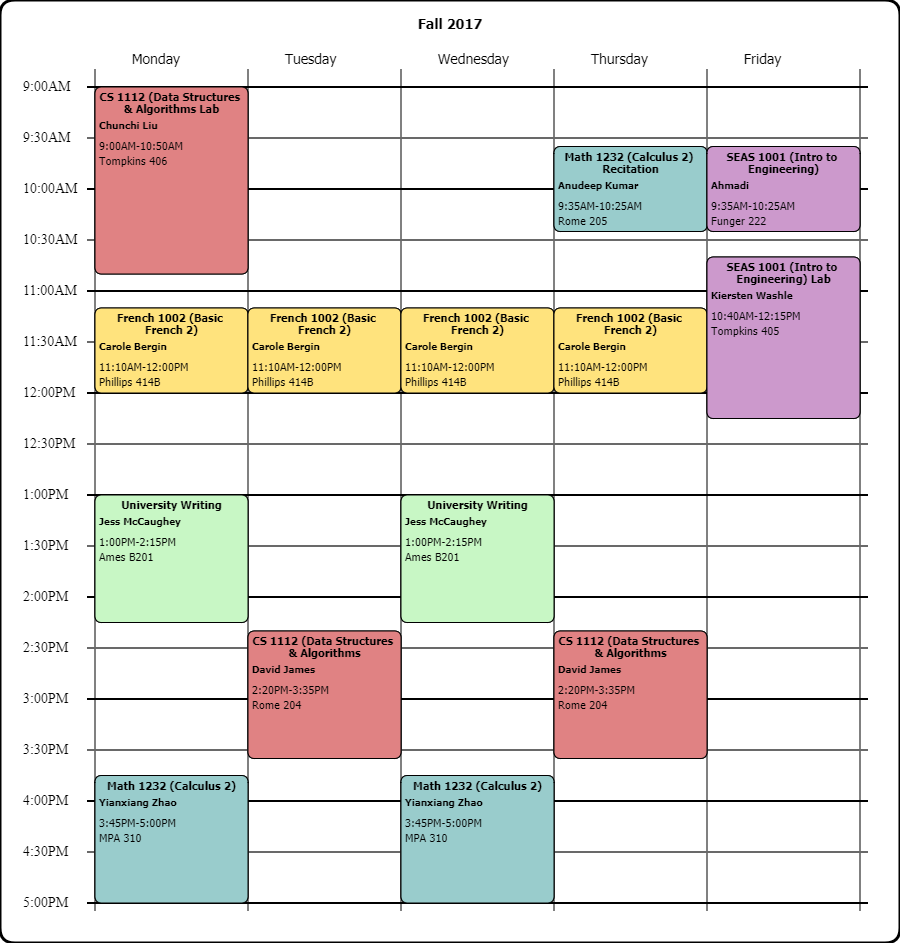 Fall 2017
Monday
Tuesday
Wednesday
Thursday
Friday
9:00AM
9:30AM
10:00AM
10:30AM
11:00AM
11:30AM
12:00PM
12:30PM
1:00PM
1:30PM
2:00PM
2:30PM
3:00PM
3:30PM
4:00PM
4:30PM
5:00PM
CS 1112 (Data Structures
& Algorithms Lab
Chunchi Liu
9:00AM-10:50AM
Tompkins 406
French 1002 (Basic
French 2)
Carole Bergin
11:10AM-12:00PM
Phillips 414B
University Writing
Jess McCaughey
1:00PM-2:15PM
Ames B201
Math 1232 (Calculus 2)
Yianxiang Zhao
3:45PM-5:00PM
MPA 310
French 1002 (Basic
French 2)
Carole Bergin
11:10AM-12:00PM
Phillips 414B
CS 1112 (Data Structures
& Algorithms
David James
2:20PM-3:35PM
Rome 204
French 1002 (Basic
French 2)
Carole Bergin
11:10AM-12:00PM
Phillips 414B
University Writing
Jess McCaughey
1:00PM-2:15PM
Ames B201
Math 1232 (Calculus 2)
Yianxiang Zhao
3:45PM-5:00PM
MPA 310
Math 1232 (Calculus 2)
Recitation
Anudeep Kumar
9:35AM-10:25AM
Rome 205
French 1002 (Basic
French 2)
Carole Bergin
11:10AM-12:00PM
Phillips 414B
CS 1112 (Data Structures
& Algorithms
David James
2:20PM-3:35PM
Rome 204
SEAS 1001 (Intro to
Engineering)
Ahmadi
9:35AM-10:25AM
Funger 222
SEAS 1001 (Intro to
Engineering) Lab
Kiersten Washle
10:40AM-12:15PM
Tompkins 405